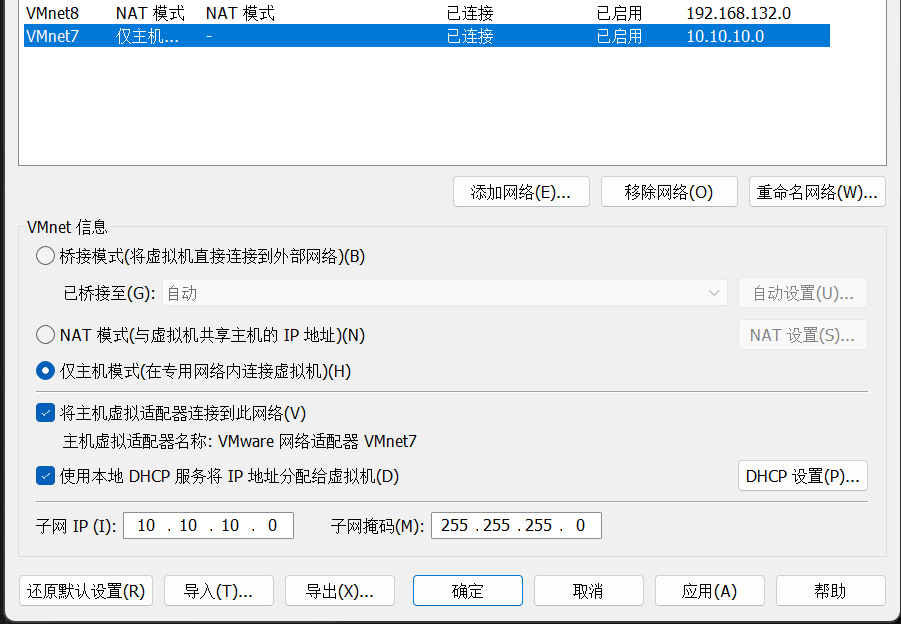 VMnet8 NAT 模式 NAT 模式 已连接 已启用 192.168.132.0
VMnet7 仅主机... - 已连接 已启用 10.10.10.0
添加网络(E)... 移除网络(O) 重命名网络(W)...
VMnet 信息
桥接模式(将虚拟机直接连接到外部网络)(B)
已桥接至(G): 自动 自动设置(U)...
NAT 模式(与虚拟机共享主机的 IP 地址)(N) NAT 设置(S)...
仅主机模式(在专用网络内连接虚拟机)(H)
将主机虚拟适配器连接到此网络(V)
主机虚拟适配器名称: VMware 网络适配器 VMnet7
使用本地 DHCP 服务将 IP 地址分配给虚拟机(D) DHCP 设置(P)...
子网 IP (I): 10 . 10 . 10 . 0 子网掩码(M): 255 . 255 . 255 . 0
还原默认设置(R) 导入(T)... 导出(X)... 确定 取消 应用(A) 帮助